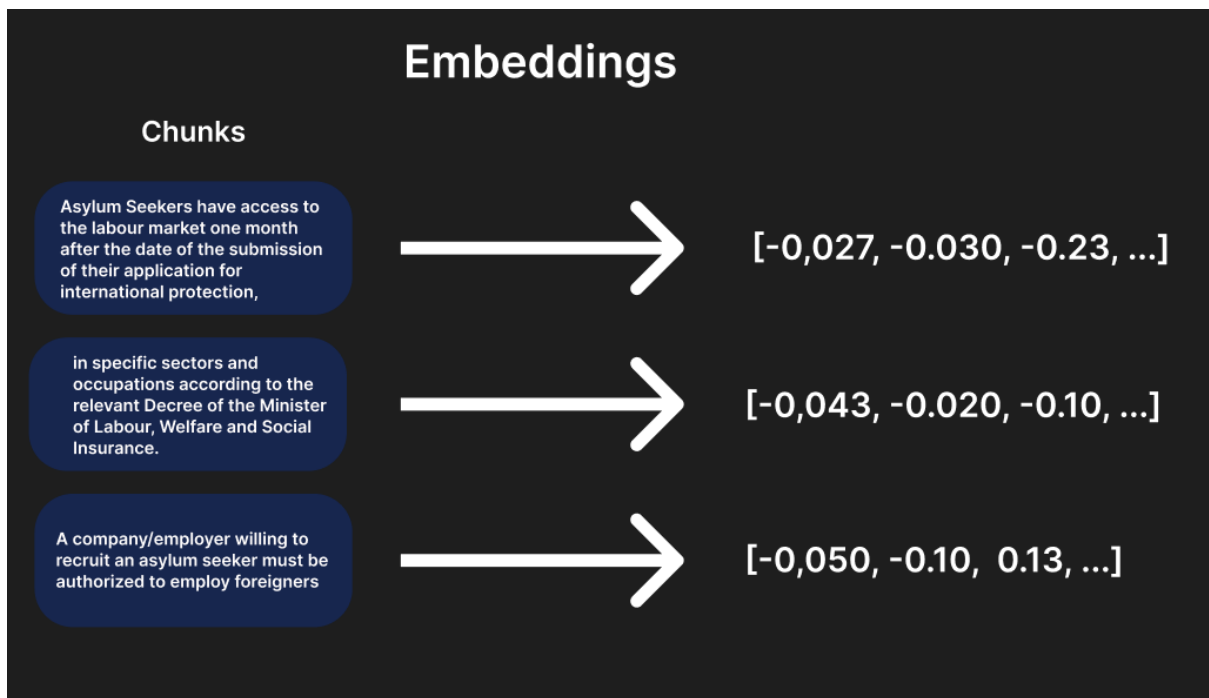 Embeddings
Chunks
Asylum Seekers have access to
the labour market one month
after the date of the submission
of their application for
international protection,
[-0,027, -0.030, -0.23, ...]
in specific sectors and
occupations according to the
relevant Decree of the Minister
of Labour, Welfare and Social
Insurance.
[-0,043, -0.020, -0.10, ...]
A company/employer willing to
recruit an asylum seeker must be
authorized to employ foreigners
[-0,050, -0.10, 0.13, ...]